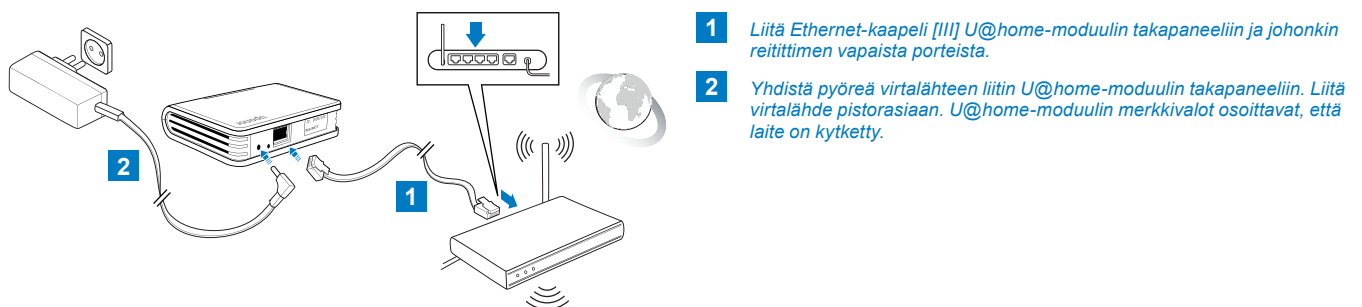 1
Liitä Ethernet-kaapeli [III] U@home-moduulin takapaneeliin ja johonkin
reitittimen vapaista porteista.
2
Yhdistä pyöreä virtalähteen liitin U@home-moduulin takapaneeliin. Liitä
virtalähde pistorasiaan. U@home-moduulin merkkivalot osoittavat, että
laite on kytketty.
2
1